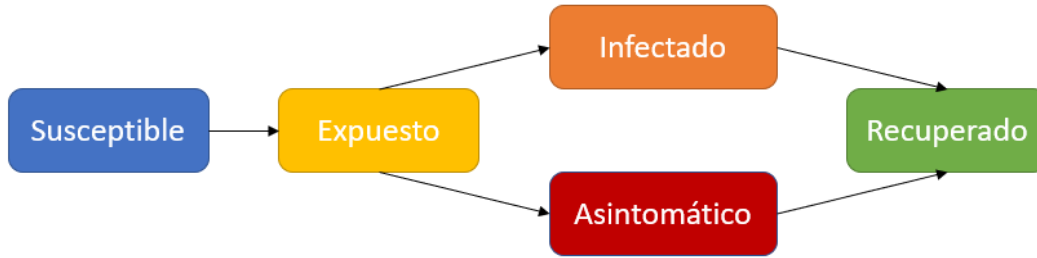 Susceptible
Expuesto
Infectado
Asintomático
Recuperado